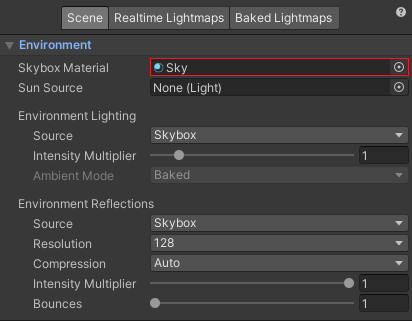 Scene Realtime Lightmaps Baked Lightmaps
Environment
Skybox Material Sky
Sun Source None (Light)
Environment Lighting
Source Skybox
Intensity Multiplier 1
Ambient Mode Baked
Environment Reflections
Source Skybox
Resolution 128
Compression Auto
Intensity Multiplier 1
Bounces 1